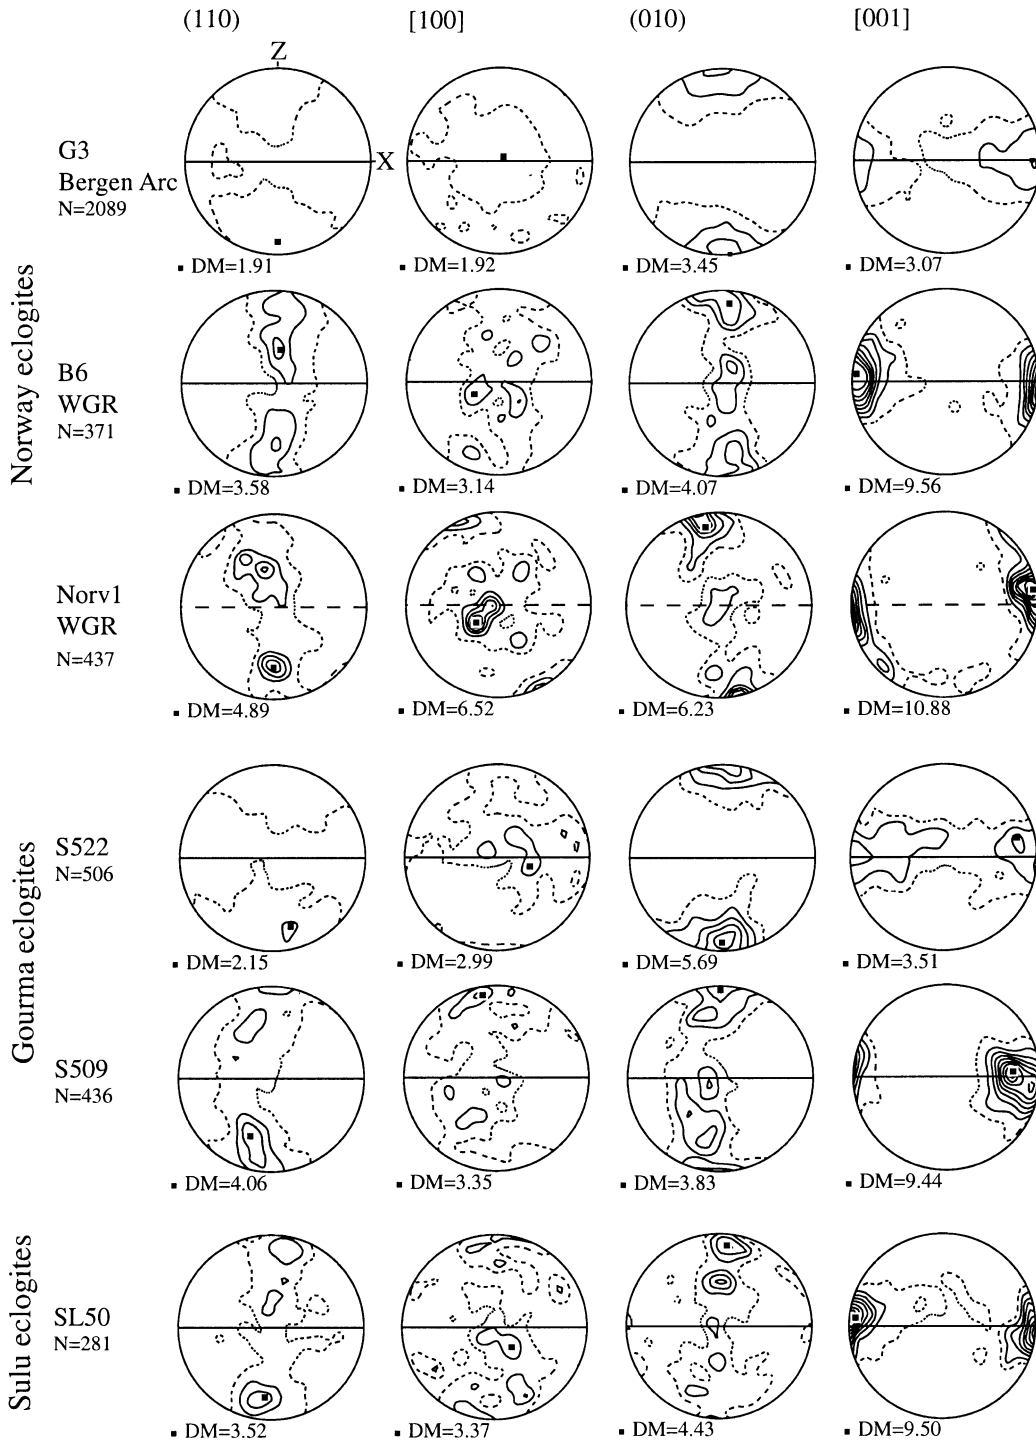 (110) [100] (010) [001]
Z
X
Norway eclogites
G3
Bergen Arc
N=2089
DM=1.91 DM=1.92 DM=3.45 DM=3.07
B6
WGR
N=371
DM=3.58 DM=3.14 DM=4.07 DM=9.56
Norv1
WGR
N=437
DM=4.89 DM=6.52 DM=6.23 DM=10.88
Gourma eclogites
S522
N=506
DM=2.15 DM=2.99 DM=5.69 DM=3.51
S509
N=436
DM=4.06 DM=3.35 DM=3.83 DM=9.44
Sulu eclogites
SL50
N=281
DM=3.52 DM=3.37 DM=4.43 DM=9.50